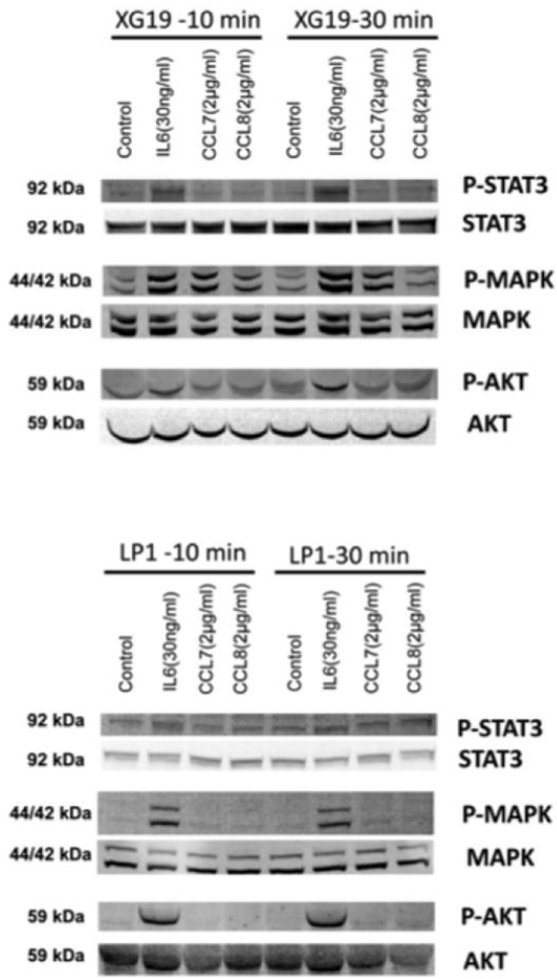 XG19 -10 min XG19-30 min
Control IL6(30ng/ml) CCL7(2µg/ml) CCL8(2µg/ml) Control IL6(30ng/ml) CCL7(2µg/ml) CCL8(2µg/ml)
92 kDa P-STAT3
92 kDa STAT3
44/42 kDa P-MAPK
44/42 kDa MAPK
59 kDa P-AKT
59 kDa AKT
LP1 -10 min LP1-30 min
Control IL6(30ng/ml) CCL7(2µg/ml) CCL8(2µg/ml) Control IL6(30ng/ml) CCL7(2µg/ml) CCL8(2µg/ml)
92 kDa P-STAT3
92 kDa STAT3
44/42 kDa P-MAPK
44/42 kDa MAPK
59 kDa P-AKT
59 kDa AKT